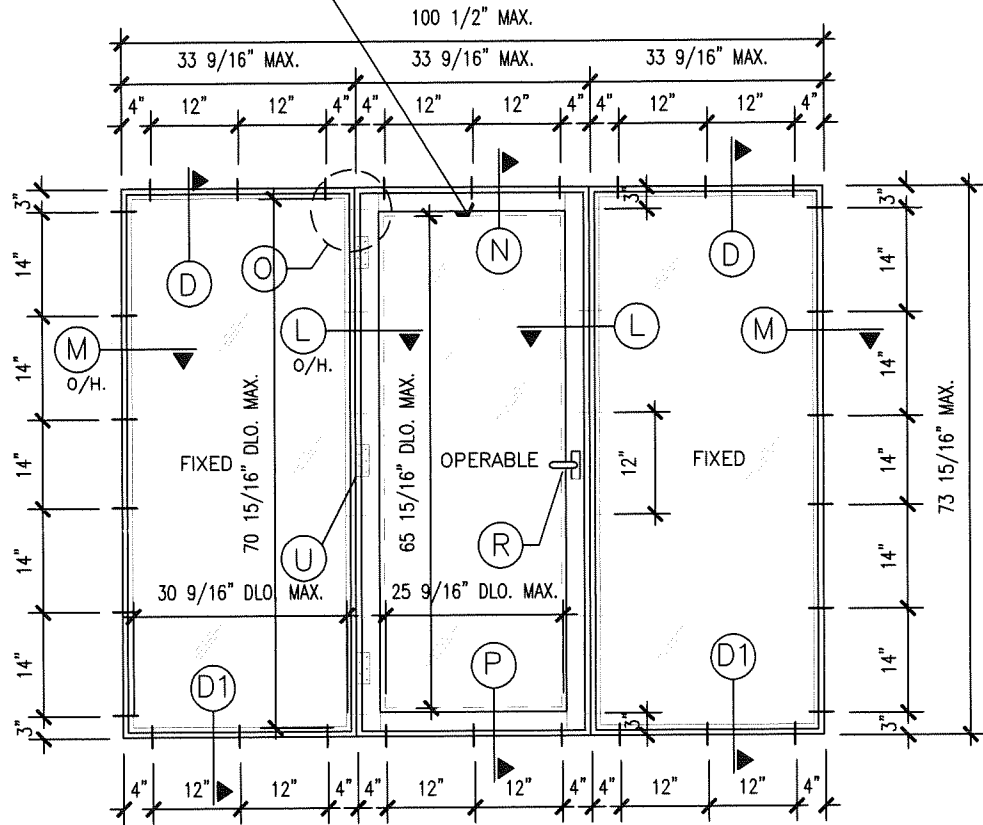 100 1/2" MAX.
33 9/16" MAX. 33 9/16" MAX. 33 9/16" MAX.
4" 12" 12" 4" 4" 12" 12" 4" 4" 12" 12" 4"
3" 3" 3"
D N D
O
14" 14"
M L L M
O/H. O/H.
14" 14"
70 15/16" DLO. MAX.
65 15/16" DLO. MAX.
73 15/16" MAX.
FIXED OPERABLE FIXED
12"
14" 14"
U R
14" 14"
30 9/16" DLO. MAX. 25 9/16" DLO. MAX.
14" 14"
D1 P D1
3" 3" 3"
4" 12" 12" 4" 4" 12" 12" 4" 4" 12" 12" 4"